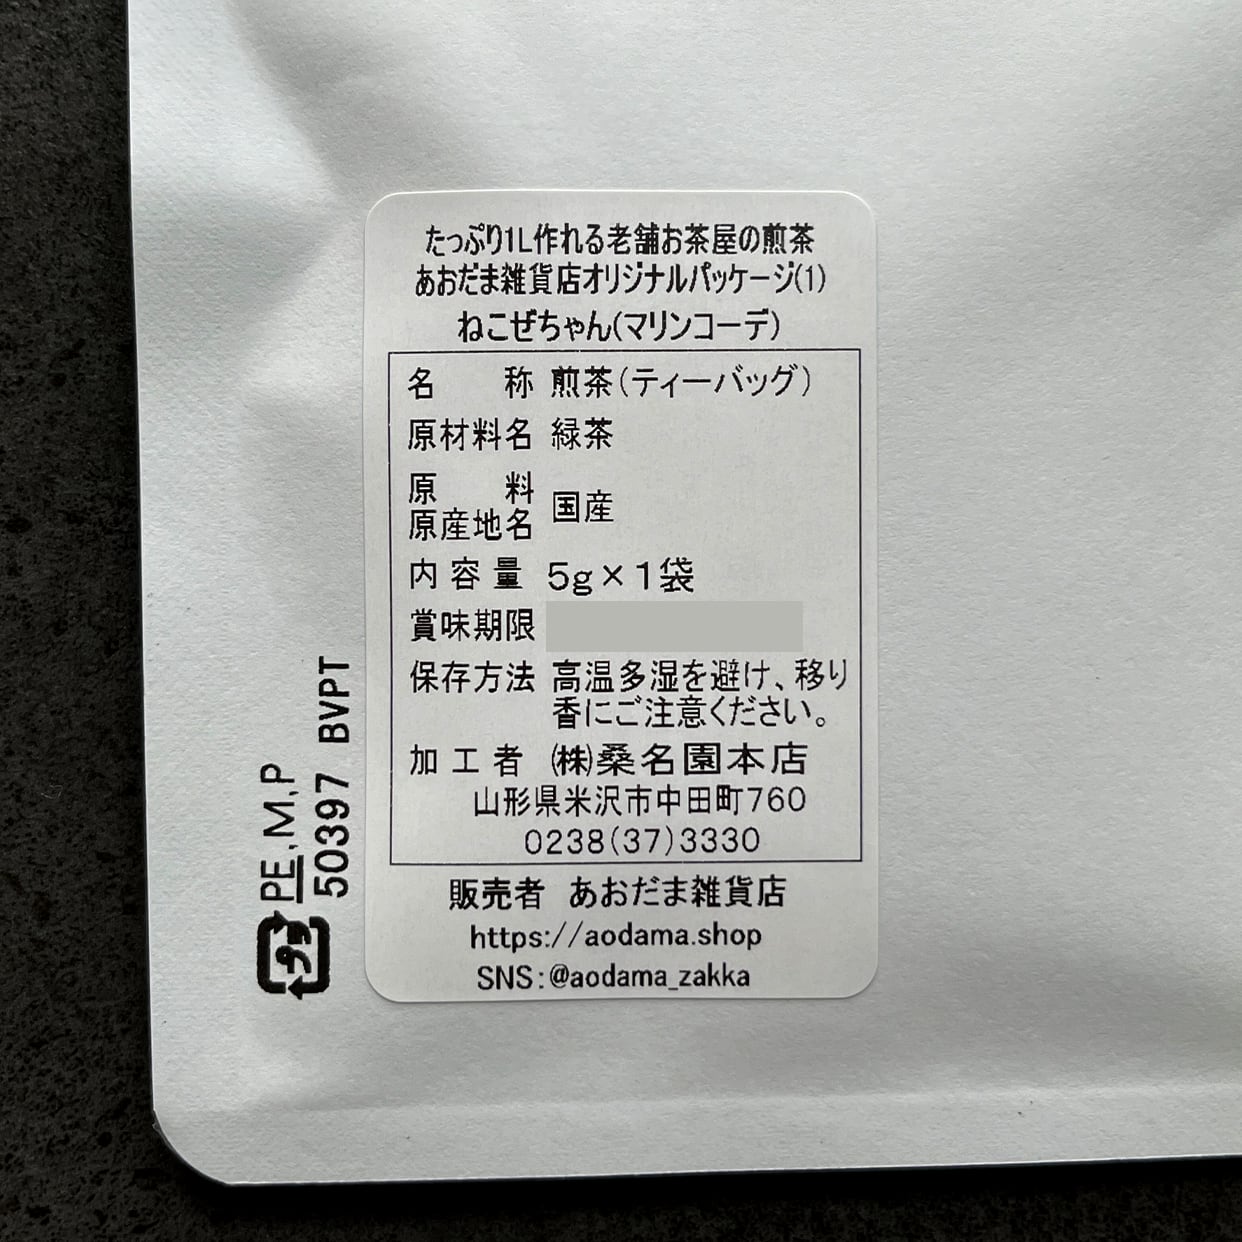 たっぷり1L作れる老舗お茶屋の煎茶
あおだま雑貨店オリジナルパッケージ(1)
ねこぜちゃん(マリンコーデ)
名称 煎茶(ティーバッグ)
原材料名 緑茶
原料原産地名 国産
内容量 5g×1袋
賞味期限
保存方法 高温多湿を避け、移り
香にご注意ください。
加工者 ㈱桑名園本店
山形県米沢市中田町760
0238(37)3330
販売者 あおだま雑貨店
https://aodama.shop
SNS:@aodama_zakka
プラ PE,M,P
50397 BVPT